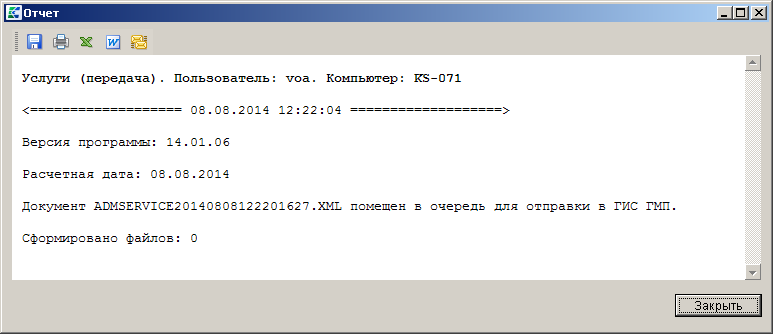 Отчет
Услуги (передача). Пользователь: voa. Компьютер: KS-071
<=================== 08.08.2014 12:22:04 ===================>
Версия программы: 14.01.06
Расчетная дата: 08.08.2014
Документ ADMSERVICE20140808122201627.XML помещен в очередь для отправки в ГИС ГМП.
Сформировано файлов: 0
Закрыть